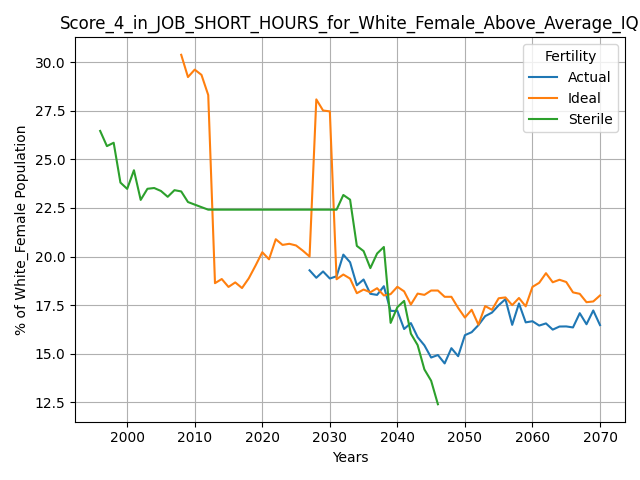 Score_4_in_JOB_SHORT_HOURS_for_White_Female_Above_Average_IQ
Fertility
Actual
Ideal
Sterile
% of White_Female Population
30.0
27.5
25.0
22.5
20.0
17.5
15.0
12.5
2000 2010 2020 2030 2040 2050 2060 2070
Years